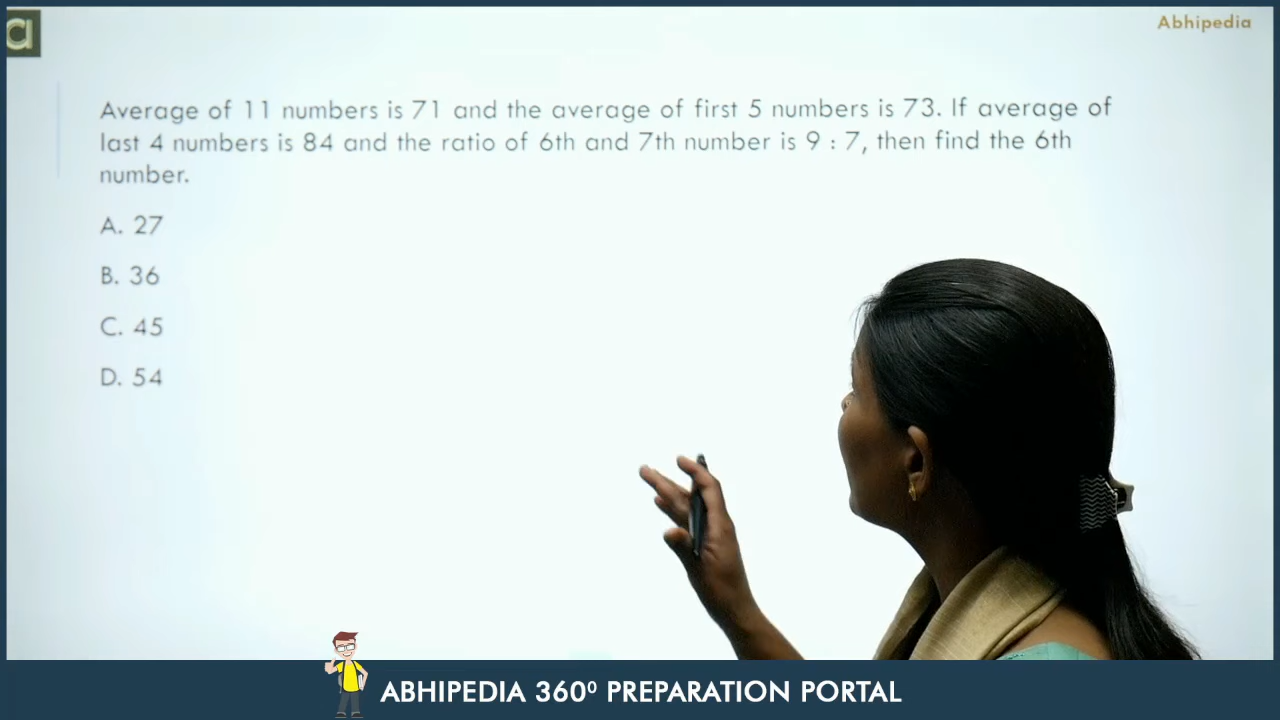 a
Abhipedia
Average of 11 numbers is 71 and the average of first 5 numbers is 73. If average of
last 4 numbers is 84 and the ratio of 6th and 7th number is 9 : 7, then find the 6th
number.
A. 27
B. 36
C. 45
D. 54
ABHIPEDIA 360⁰ PREPARATION PORTAL